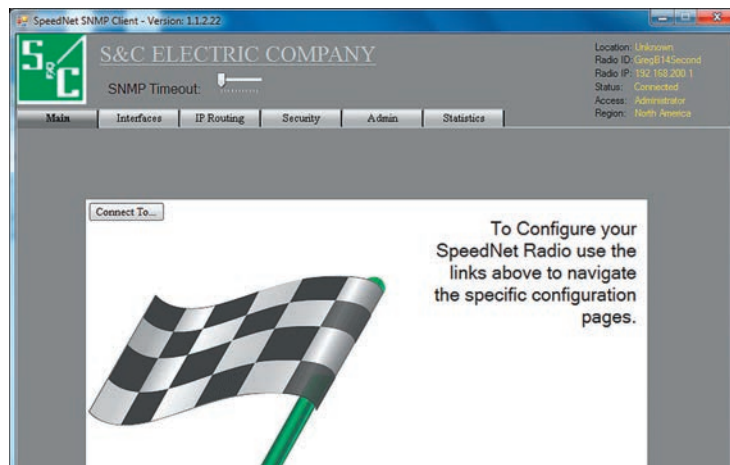 SpeedNet SNMP Client - Version: 1.1.2.22
S&C
S&C ELECTRIC COMPANY
SNMP Timeout:
Location: Unknown
Radio ID: GregB14Second
Radio IP: 192.168.200.1
Status: Connected
Access: Administrator
Region: North America
Main Interfaces IP Routing Security Admin Statistics
Connect To...
To Configure your
SpeedNet Radio use the
links above to navigate
the specific configuration
pages.